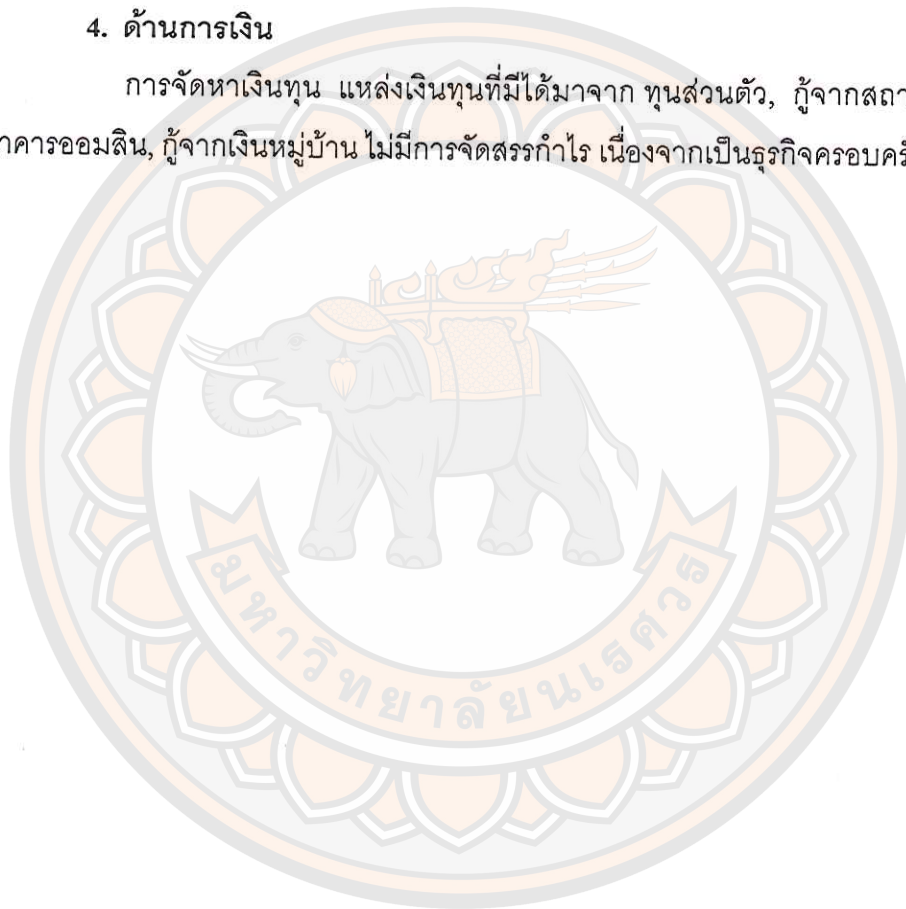 4. ด้านการเงิน
การจัดหาเงินทุน แหล่งเงินทุนที่มีได้มาจาก ทุนส่วนตัว, กู้จากสถา
าคารออมสิน, กู้จากเงินหมู่บ้าน ไม่มีการจัดสรรกำไร เนื่องจากเป็นธุรกิจครอบครั
มหาวิทยาลัยนเรศวร